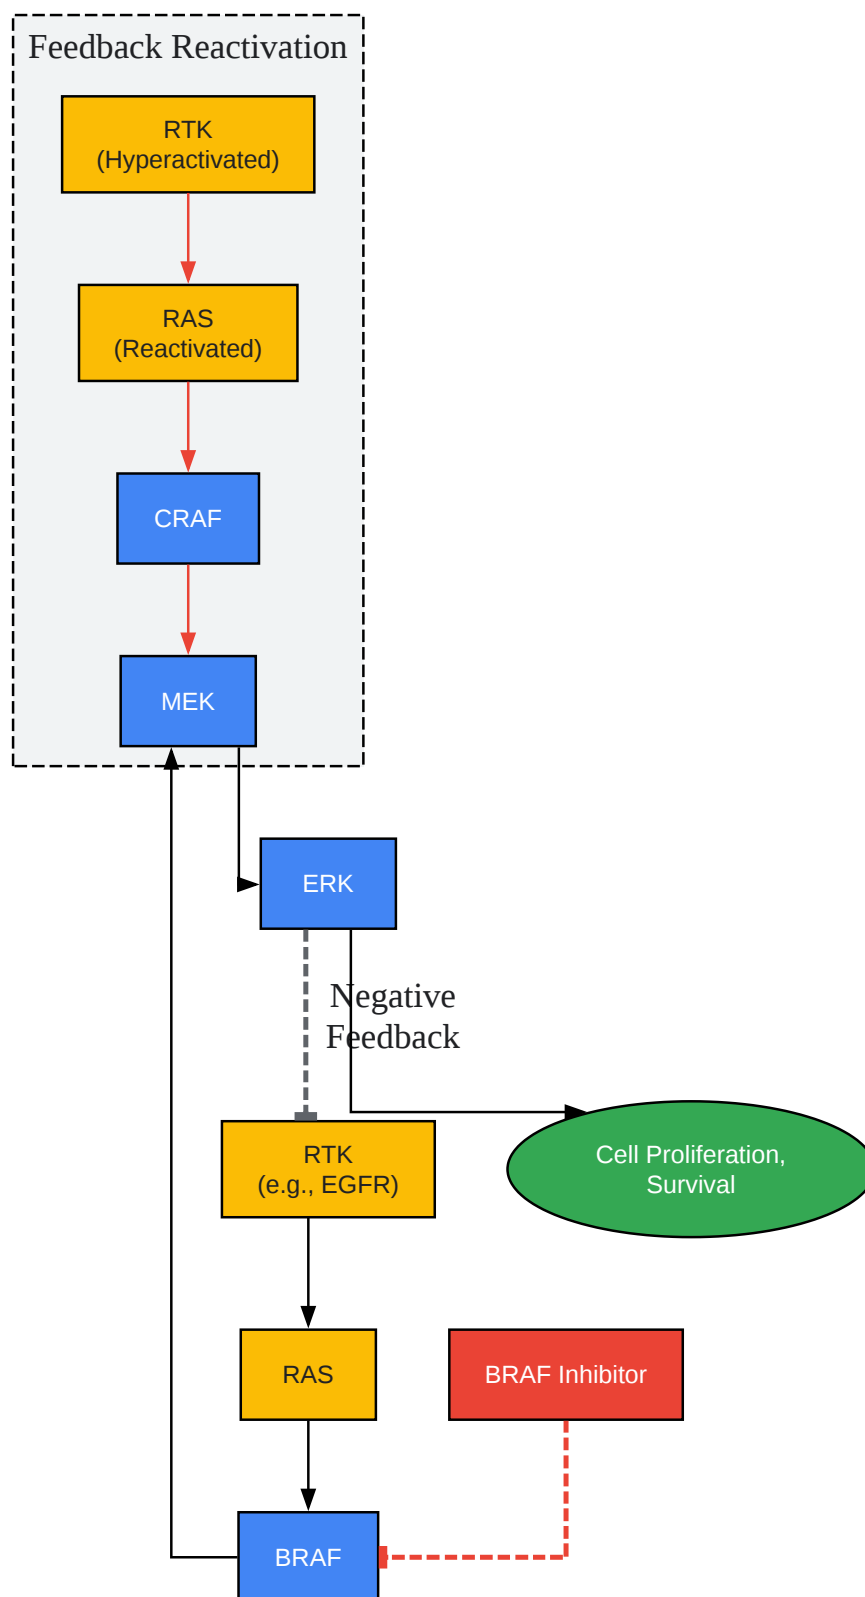 Feedback Reactivation
RTK
(Hyperactivated)
RAS
(Reactivated)
CRAF
MEK
ERK
Negative
Feedback
RTK
(e.g., EGFR)
Cell Proliferation,
Survival
RAS
BRAF Inhibitor
BRAF